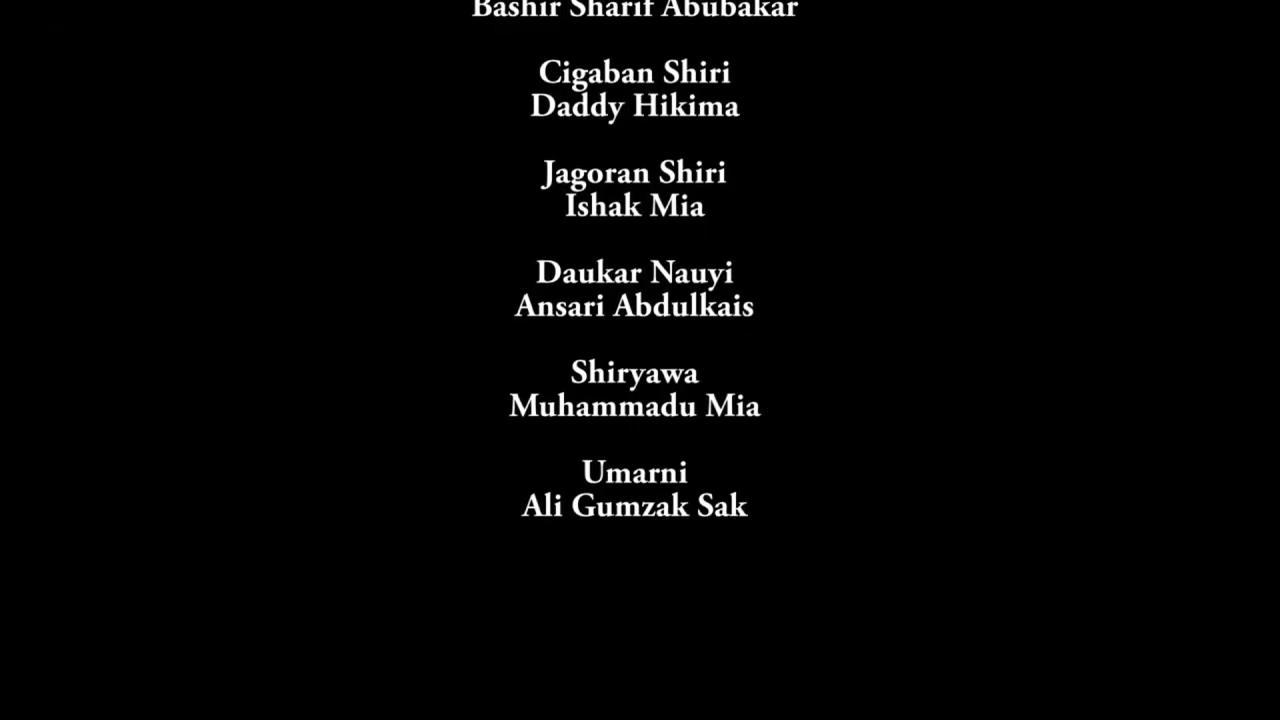 Bashir Sharif Abubakar
Cigaban Shiri
Daddy Hikima
Jagoran Shiri
Ishak Mia
Daukar Nauyi
Ansari Abdulkais
Shiryawa
Muhammadu Mia
Umarni
Ali Gumzak Sak